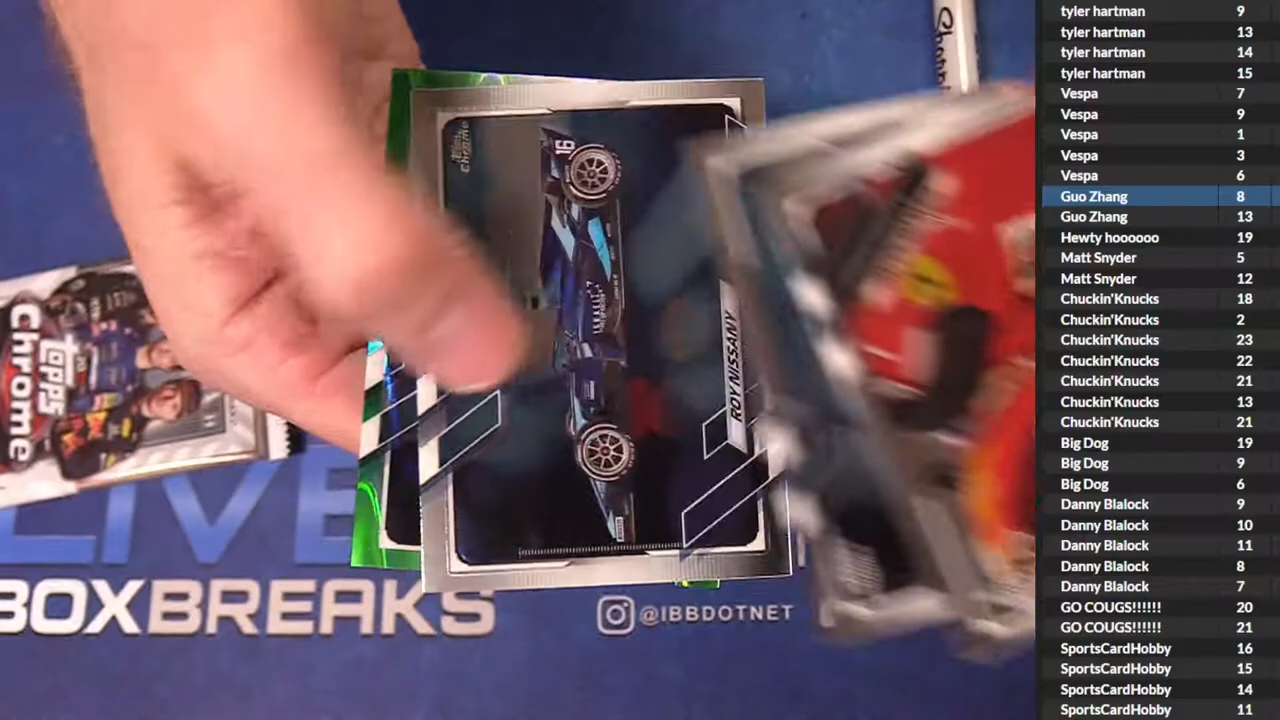 tyler hartman 9
tyler hartman 13
tyler hartman 14
tyler hartman 15
Vespa 7
Vespa 9
Vespa 1
Vespa 3
Vespa 6
Guo Zhang 8
Guo Zhang 13
Hewty hoooooo 19
Matt Snyder 5
Matt Snyder 12
Chuckin'Knucks 18
Chuckin'Knucks 2
Chuckin'Knucks 23
Chuckin'Knucks 22
Chuckin'Knucks 21
Chuckin'Knucks 13
Chuckin'Knucks 21
Big Dog 19
Big Dog 9
Big Dog 6
Danny Blalock 9
Danny Blalock 10
Danny Blalock 11
Danny Blalock 8
Danny Blalock 7
GO COUGS!!!!!! 20
GO COUGS!!!!!! 21
SportsCardHobby 16
SportsCardHobby 15
SportsCardHobby 14
SportsCardHobby 11
Topps Chrome
16
ROY NISSANY
topps
chrome
LIVE
BOXBREAKS
@IBBDOTNET